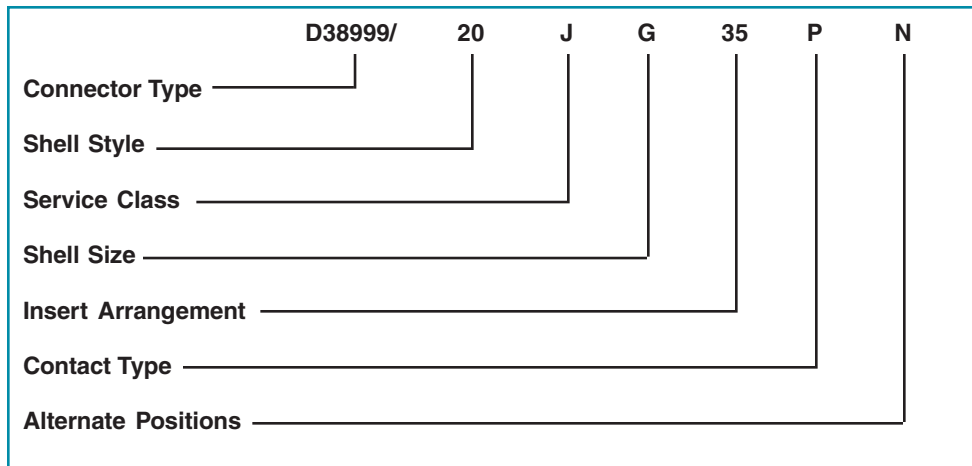 D38999/ 20 J G 35 P N
Connector Type
Shell Style
Service Class
Shell Size
Insert Arrangement
Contact Type
Alternate Positions